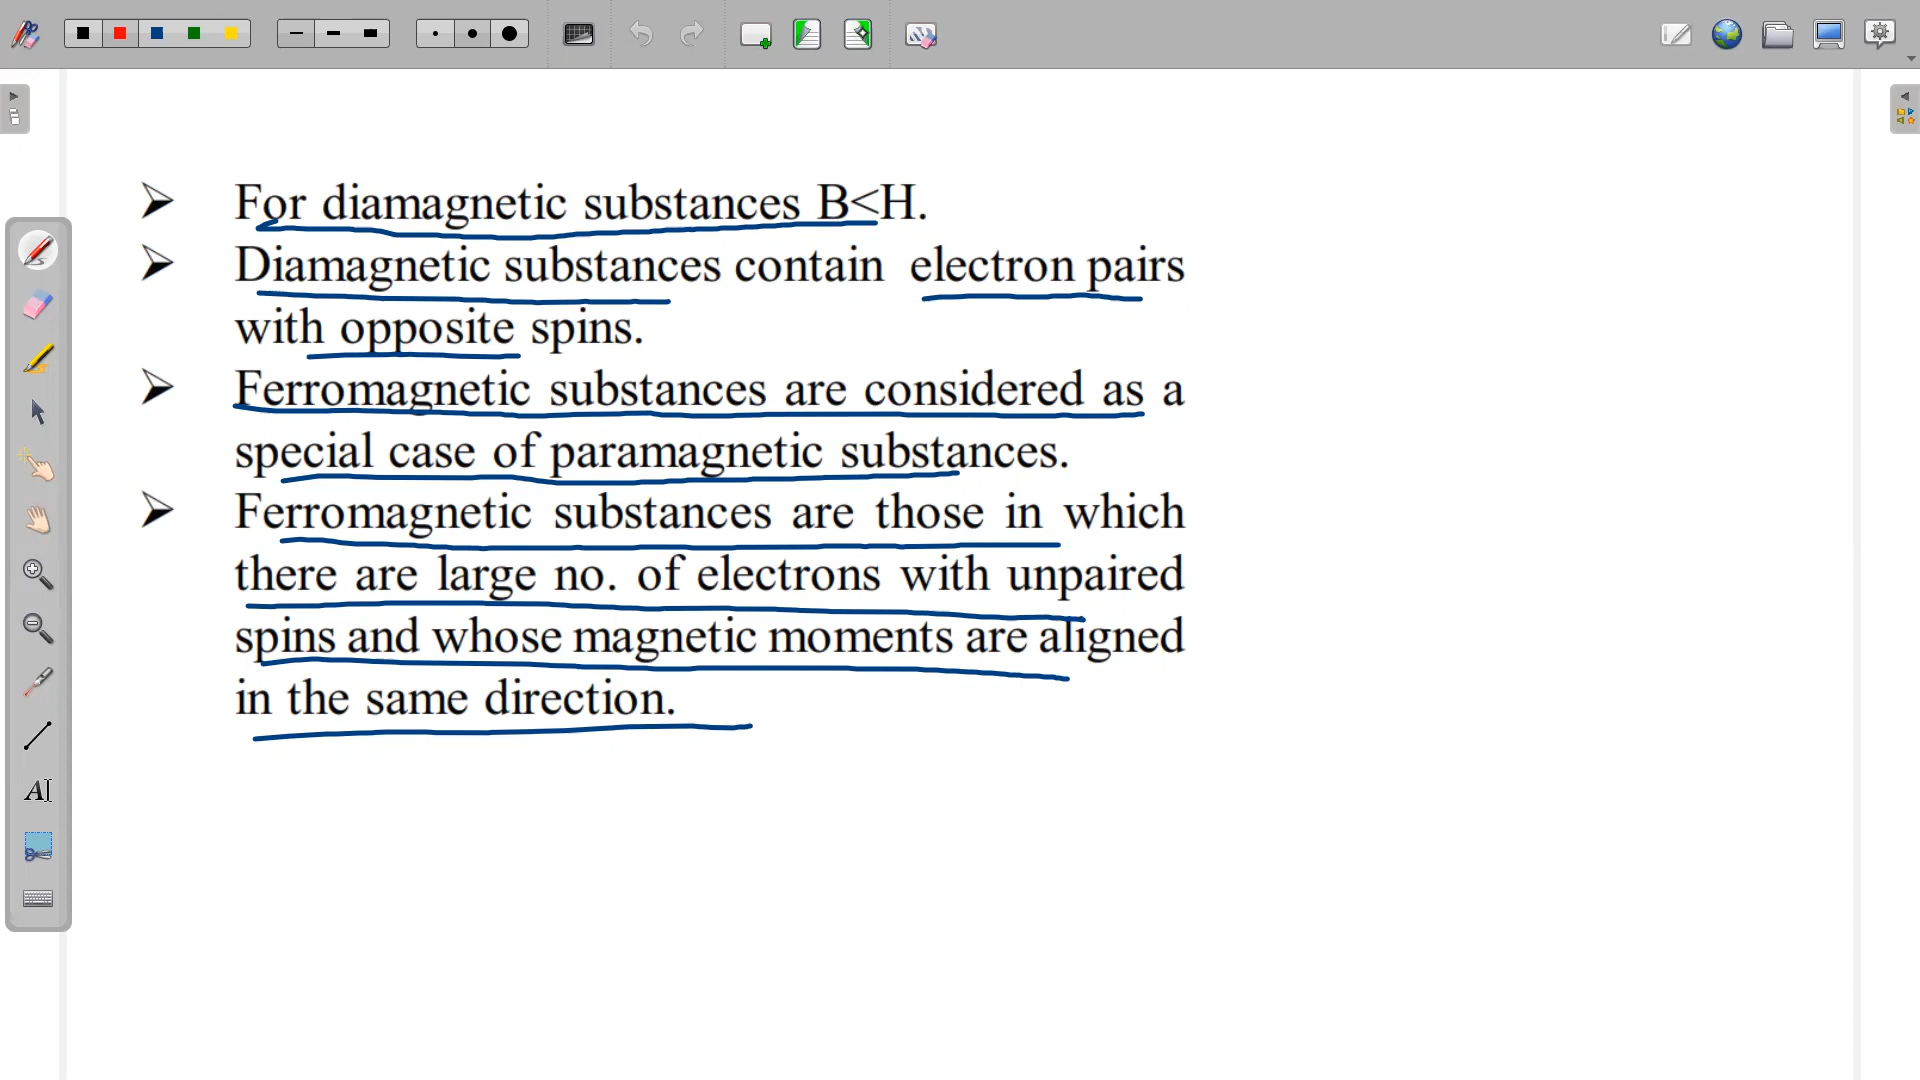 ➢ For diamagnetic substances B<H.
➢ Diamagnetic substances contain electron pairs
with opposite spins.
➢ Ferromagnetic substances are considered as a
special case of paramagnetic substances.
➢ Ferromagnetic substances are those in which
there are large no. of electrons with unpaired
spins and whose magnetic moments are aligned
in the same direction.